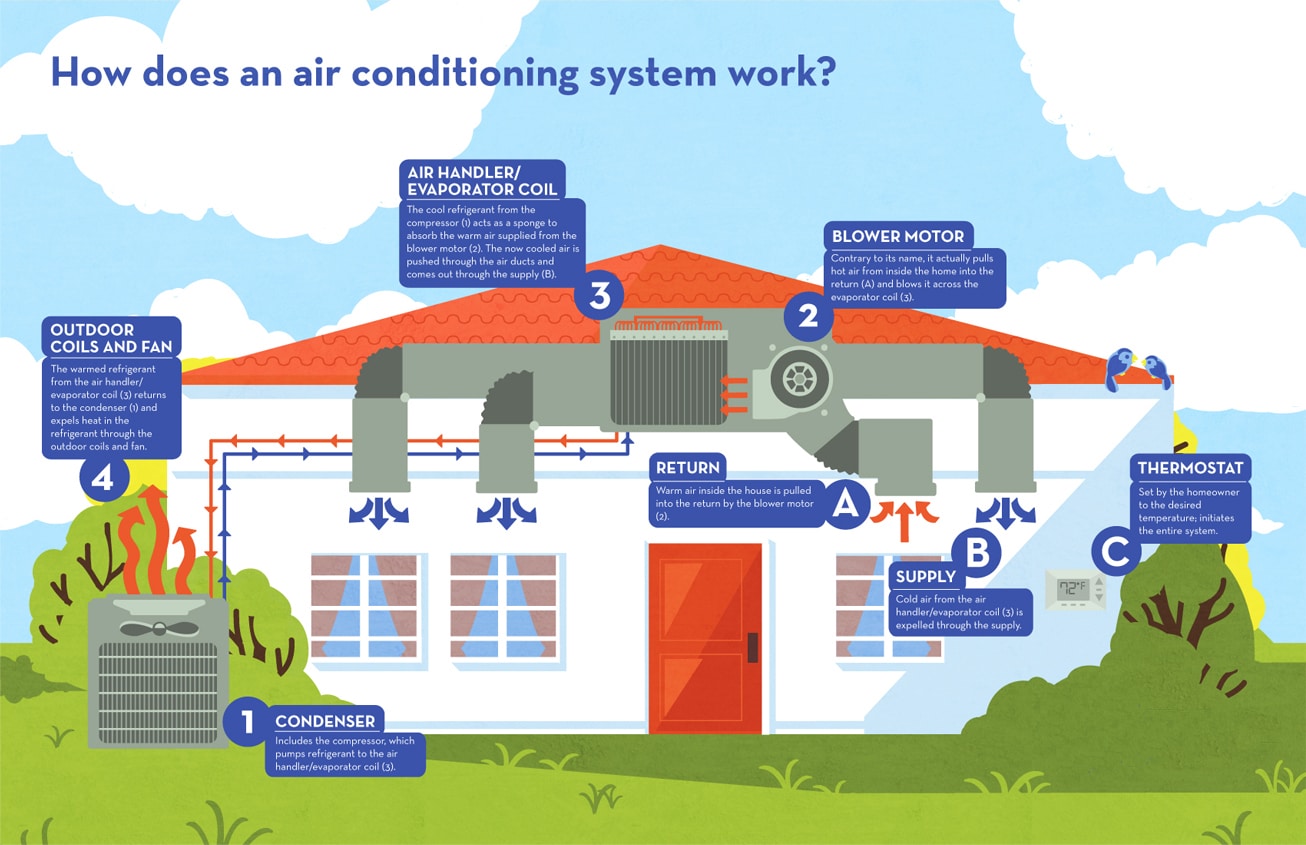 How does an air conditioning system work?
AIR HANDLER/
EVAPORATOR COIL
The cool refrigerant from the
compressor (1) acts as a sponge to
absorb the warm air supplied from the
blower motor (2). The now cooled air is
pushed through the air ducts and
comes out through the supply (B).
3
BLOWER MOTOR
Contrary to its name, it actually pulls
hot air from inside the home into the
return (A) and blows it across the
evaporator coil (3).
2
OUTDOOR
COILS AND FAN
The warmed refrigerant
from the air handler/
evaporator coil (3) returns
to the condenser (1) and
expels heat in the
refrigerant through the
outdoor coils and fan.
4
RETURN
Warm air inside the house is pulled
into the return by the blower motor
(2).
A
THERMOSTAT
Set by the homeowner
to the desired
temperature; initiates
the entire system.
C
72°F
B
SUPPLY
Cold air from the air
handler/evaporator coil (3) is
expelled through the supply.
1
CONDENSER
Includes the compressor, which
pumps refrigerant to the air
handler/evaporator coil (3).